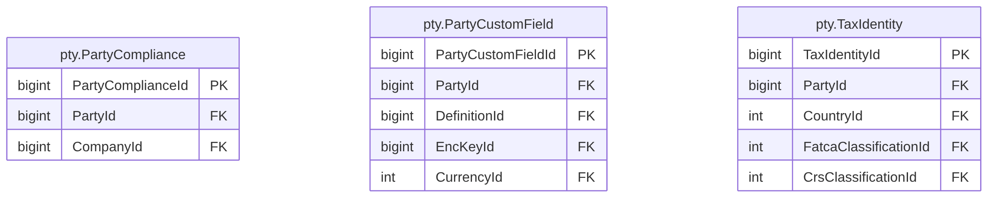 pty.PartyCompliance
bigint PartyComplianceId PK
bigint PartyId FK
bigint CompanyId FK
pty.PartyCustomField
bigint PartyCustomFieldId PK
bigint PartyId FK
bigint DefinitionId FK
bigint EncKeyId FK
int CurrencyId FK
pty.TaxIdentity
bigint TaxIdentityId PK
bigint PartyId FK
int CountryId FK
int FatcaClassificationId FK
int CrsClassificationId FK